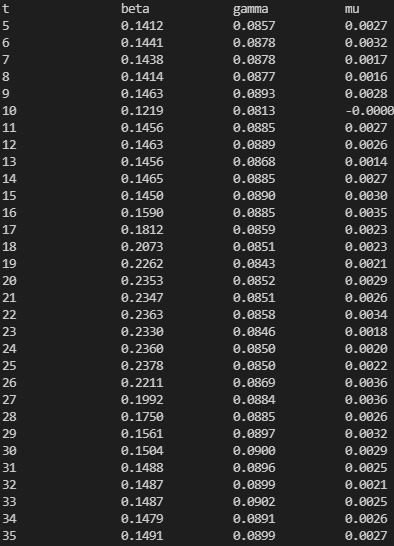 t beta gamma mu
5 0.1412 0.0857 0.0027
6 0.1441 0.0878 0.0032
7 0.1438 0.0878 0.0017
8 0.1414 0.0877 0.0016
9 0.1463 0.0893 0.0028
10 0.1219 0.0813 -0.0000
11 0.1456 0.0885 0.0027
12 0.1463 0.0889 0.0026
13 0.1456 0.0868 0.0014
14 0.1465 0.0885 0.0027
15 0.1450 0.0890 0.0030
16 0.1590 0.0885 0.0035
17 0.1812 0.0859 0.0023
18 0.2073 0.0851 0.0023
19 0.2262 0.0843 0.0021
20 0.2353 0.0852 0.0029
21 0.2347 0.0851 0.0026
22 0.2363 0.0858 0.0034
23 0.2330 0.0846 0.0018
24 0.2360 0.0850 0.0020
25 0.2378 0.0850 0.0022
26 0.2211 0.0869 0.0036
27 0.1992 0.0884 0.0036
28 0.1750 0.0885 0.0026
29 0.1561 0.0897 0.0032
30 0.1504 0.0900 0.0029
31 0.1488 0.0896 0.0025
32 0.1487 0.0899 0.0021
33 0.1487 0.0902 0.0025
34 0.1479 0.0891 0.0026
35 0.1491 0.0899 0.0027